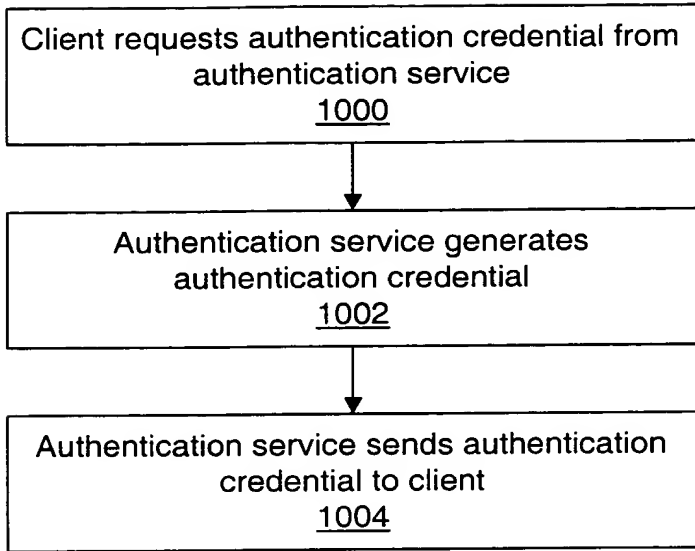 Client requests authentication credential from
authentication service
1000
Authentication service generates
authentication credential
1002
Authentication service sends authentication
credential to client
1004